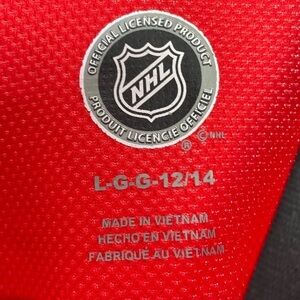 OFFICIAL LICENSED PRODUCT
NHL
PRODUIT LICENCIÉ OFFICIEL
® © NHL
L-G-G-12/14
MADE IN VIETNAM
HECHO EN VIETNAM
FABRIQUÉ AU VIETNAM